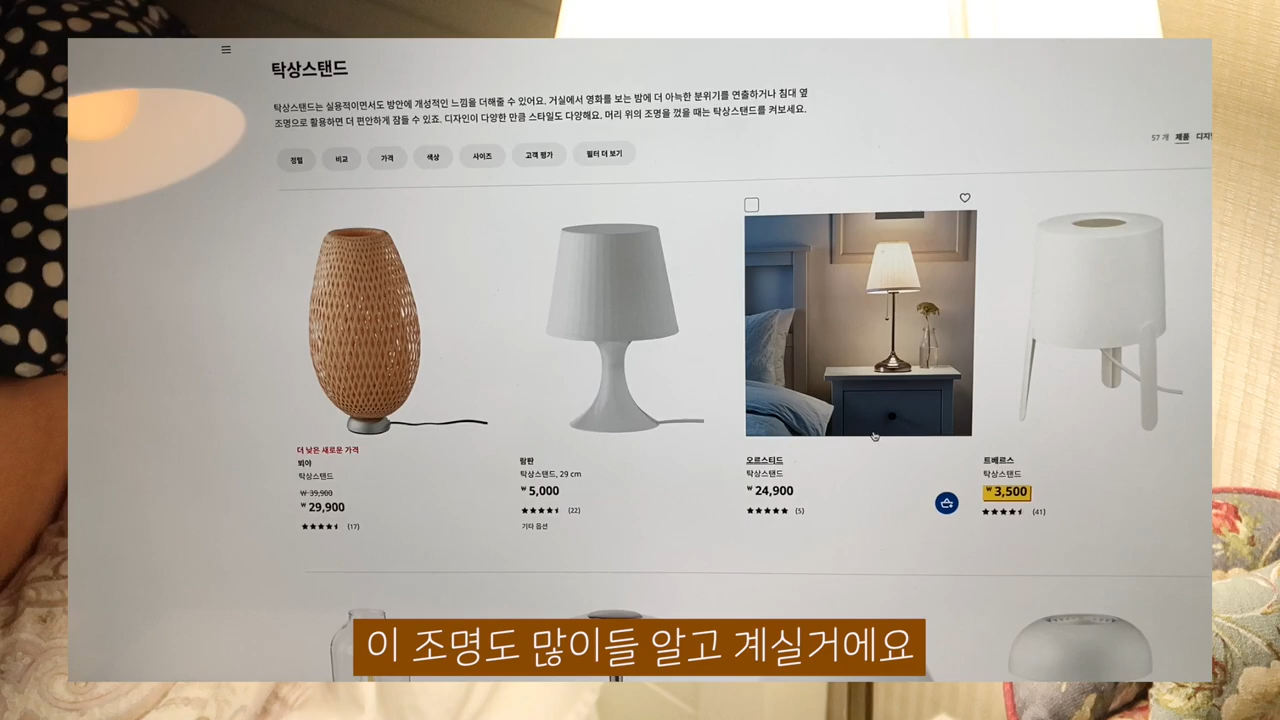 탁상스탠드
탁상스탠드는 실용적이면서도 방안에 개성적인 느낌을 더해줄 수 있어요. 거실에서 영화를 보는 밤에 더 아늑한 분위기를 연출하거나 침대 옆
조명으로 활용하면 더 편안하게 잠들 수 있죠. 디자인이 다양한 만큼 스타일도 다양해요. 머리 위의 조명을 껐을 때는 탁상스탠드를 켜보세요.
57 개 제품 디자인
정렬 비교 가격 색상 사이즈 고객 평가 필터 더 보기
더 낮은 새로운 가격
뵈야
탁상스탠드
₩ 39,900
₩ 29,900
(17)
람판
탁상스탠드, 29 cm
₩ 5,000
(22)
기타 옵션
오르스티드
탁상스탠드
₩ 24,900
(5)
트베르스
탁상스탠드
₩ 3,500
(41)
이 조명도 많이들 알고 계실거에요